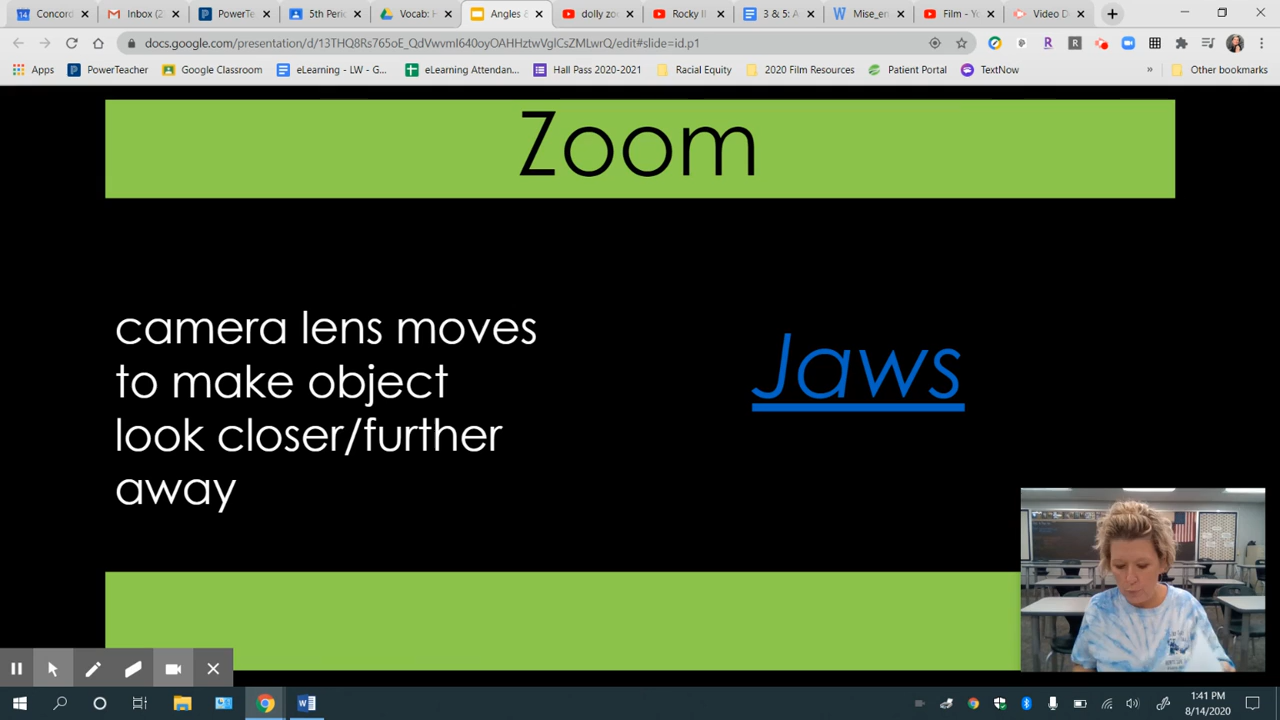 Concord
Inbox (2
PowerTe
5th Peri
Vocab: H
Angles &
dolly zo
Rocky II
3 & 5: A
Mise_en
Film - Ye
Video D
docs.google.com/presentation/d/13THQ8Rs765oE_QdVwvmI640oyOAHHztwVglCsZMLwrQ/edit#slide=id.p1
Apps
PowerTeacher
Google Classroom
eLearning - LW - G...
eLearning Attendan...
Hall Pass 2020-2021
Racial Equity
2020 Film Resources
Patient Portal
TextNow
»
Other bookmarks
Zoom
camera lens moves
to make object
look closer/further
away
Jaws
1:41 PM
8/14/2020